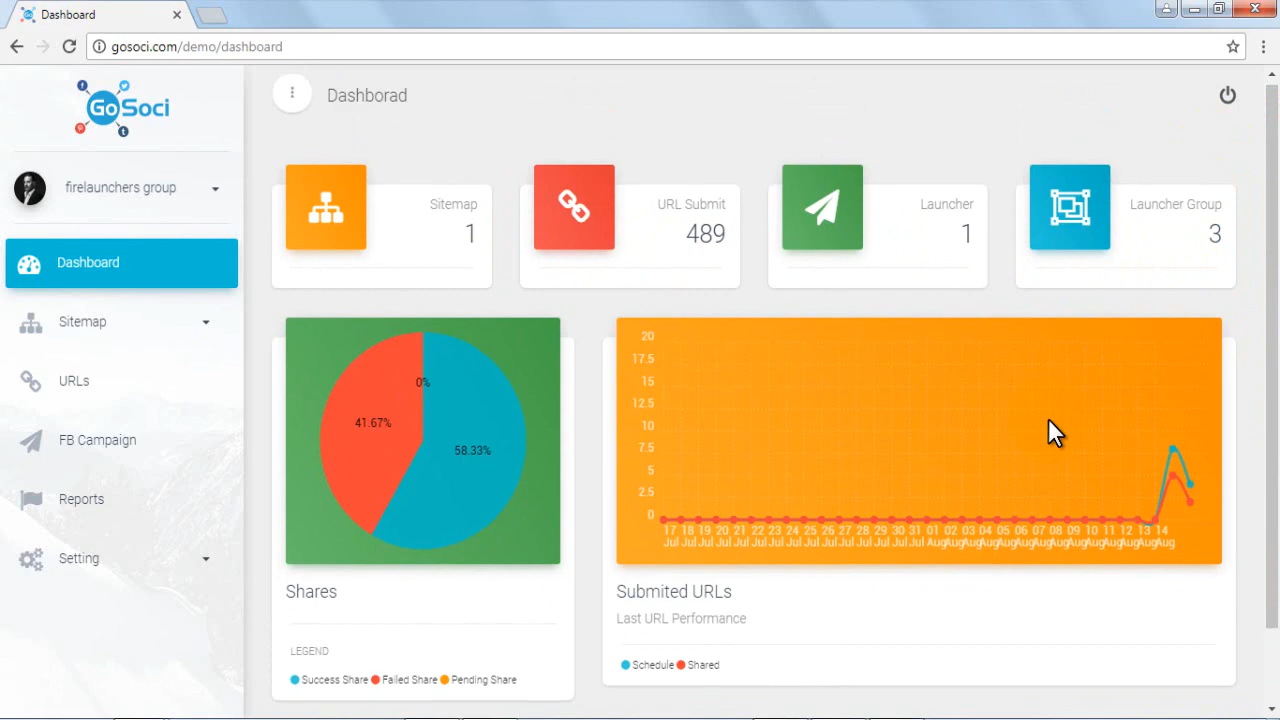 Dashboard
gosoci.com/demo/dashboard
GoSoci
Dashborad
firelaunchers group
Dashboard
Sitemap
URLs
FB Campaign
Reports
Setting
Sitemap
1
URL Submit
489
Launcher
1
Launcher Group
3
0%
41.67%
58.33%
Shares
LEGEND
Success Share Failed Share Pending Share
20
17.5
15
12.5
10
7.5
5
2.5
0
17 18 19 20 21 22 23 24 25 26 27 28 29 30 31 01 02 03 04 05 06 07 08 09 10 11 12 13 14
Jul Jul Jul Jul Jul Jul Jul Jul Jul Jul Jul Jul Jul Jul Jul Aug Aug Aug Aug Aug Aug Aug Aug Aug Aug Aug Aug Aug Aug
Submited URLs
Last URL Performance
Schedule Shared